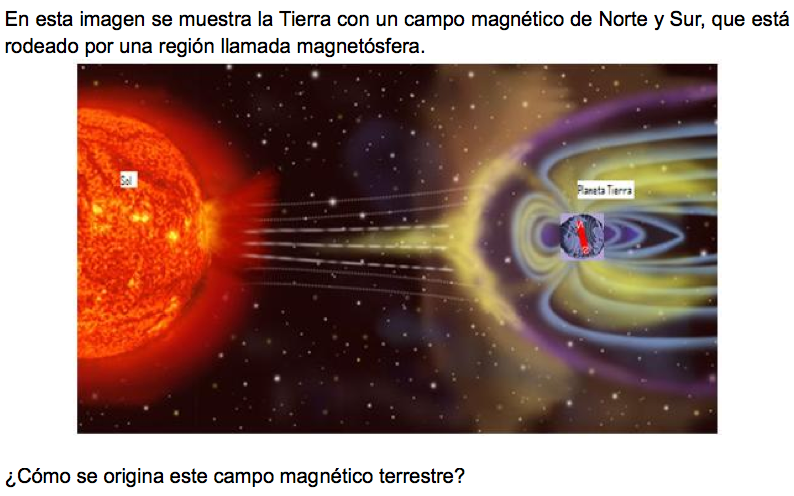 En esta imagen se muestra la Tierra con un campo magnético de Norte y Sur, que está
rodeado por una región llamada magnetósfera.
Sol
Planeta Tierra
¿Cómo se origina este campo magnético terrestre?